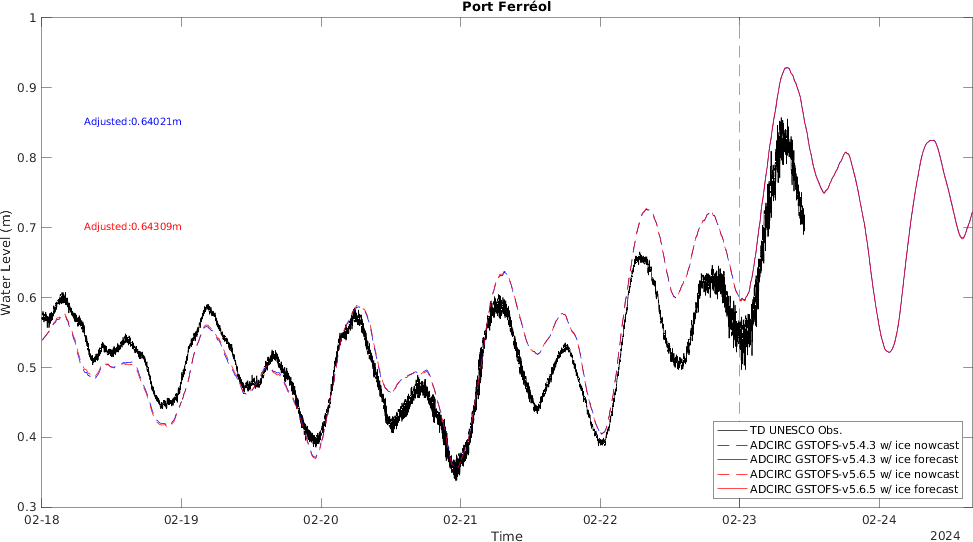 Port Ferréol
1
0.9
0.8
0.7
0.6
0.5
0.4
0.3
Water Level (m)
Adjusted:0.64021m
Adjusted:0.64309m
TD UNESCO Obs.
ADCIRC GSTOFS-v5.4.3 w/ ice nowcast
ADCIRC GSTOFS-v5.4.3 w/ ice forecast
ADCIRC GSTOFS-v5.6.5 w/ ice nowcast
ADCIRC GSTOFS-v5.6.5 w/ ice forecast
02-18 02-19 02-20 02-21 02-22 02-23 02-24
Time
2024